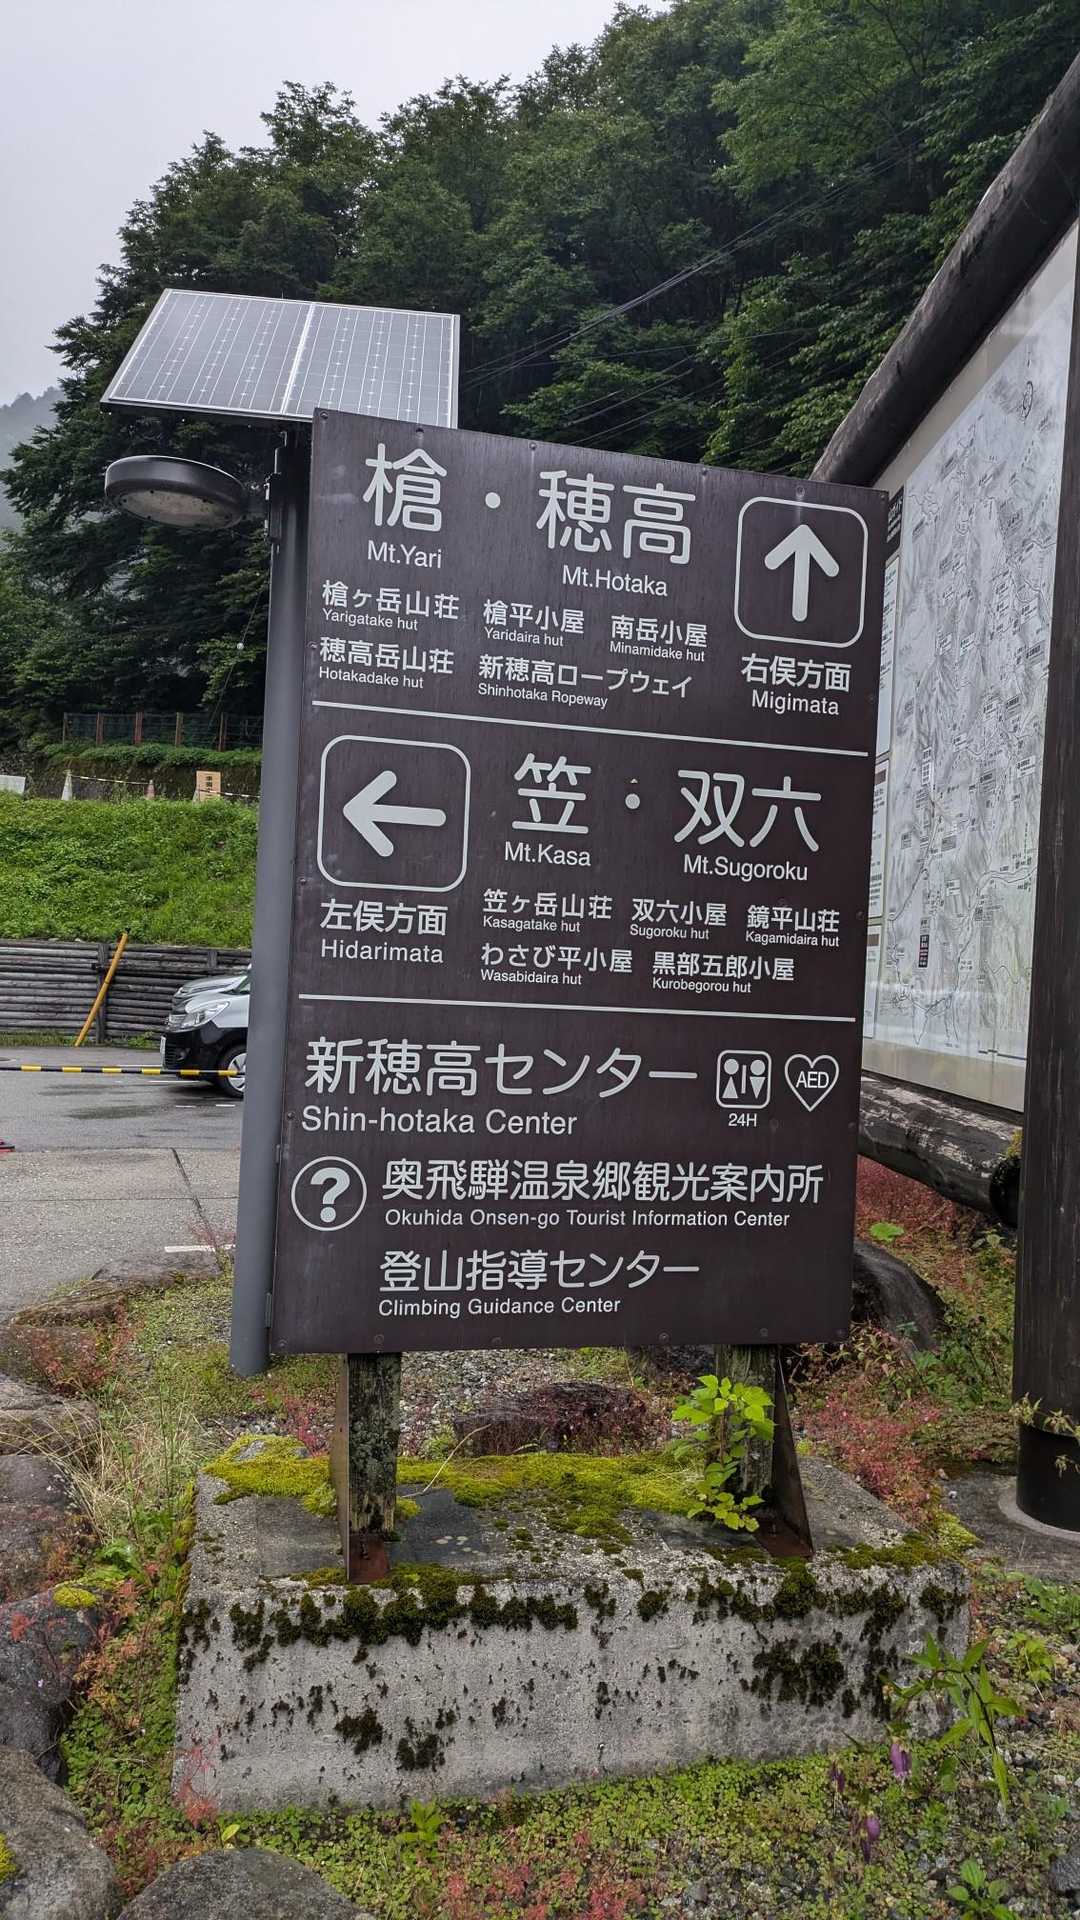 槍・穂高
Mt.Yari Mt.Hotaka
槍ヶ岳山荘 槍平小屋 南岳小屋
Yarigatake hut Yaridaira hut Minamidake hut
穂高岳山荘 新穂高ロープウェイ
Hotakadake hut Shinhotaka Ropeway
右俣方面
Migimata
笠・双六
Mt.Kasa Mt.Sugoroku
左俣方面
Hidarimata
笠ヶ岳山荘 双六小屋 鏡平山荘
Kasagatake hut Sugoroku hut Kagamidaira hut
わさび平小屋 黒部五郎小屋
Wasabidaira hut Kurobegorou hut
新穂高センター
Shin-hotaka Center
24H
AED
?
奥飛騨温泉郷観光案内所
Okuhida Onsen-go Tourist Information Center
登山指導センター
Climbing Guidance Center